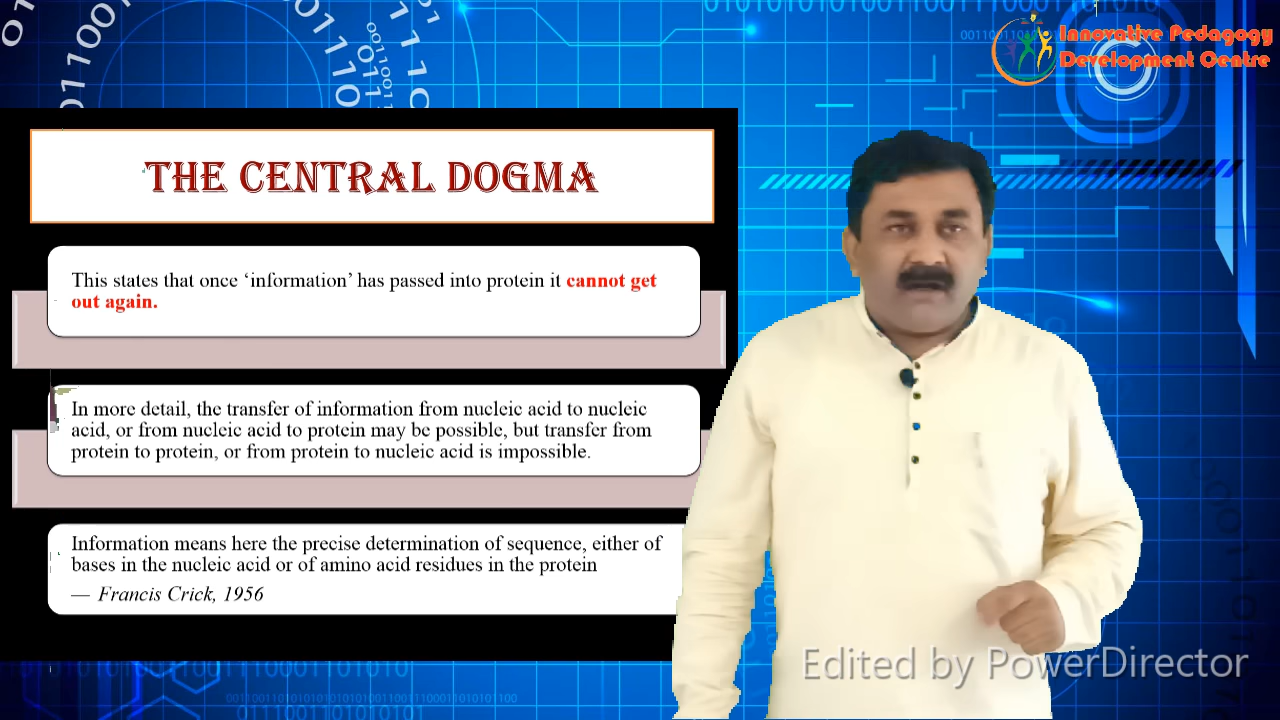 Innovative Pedagogy
Development Centre
THE CENTRAL DOGMA
This states that once ‘information’ has passed into protein it cannot get
out again.
In more detail, the transfer of information from nucleic acid to nucleic
acid, or from nucleic acid to protein may be possible, but transfer from
protein to protein, or from protein to nucleic acid is impossible.
Information means here the precise determination of sequence, either of
bases in the nucleic acid or of amino acid residues in the protein
— Francis Crick, 1956
Edited by PowerDirector